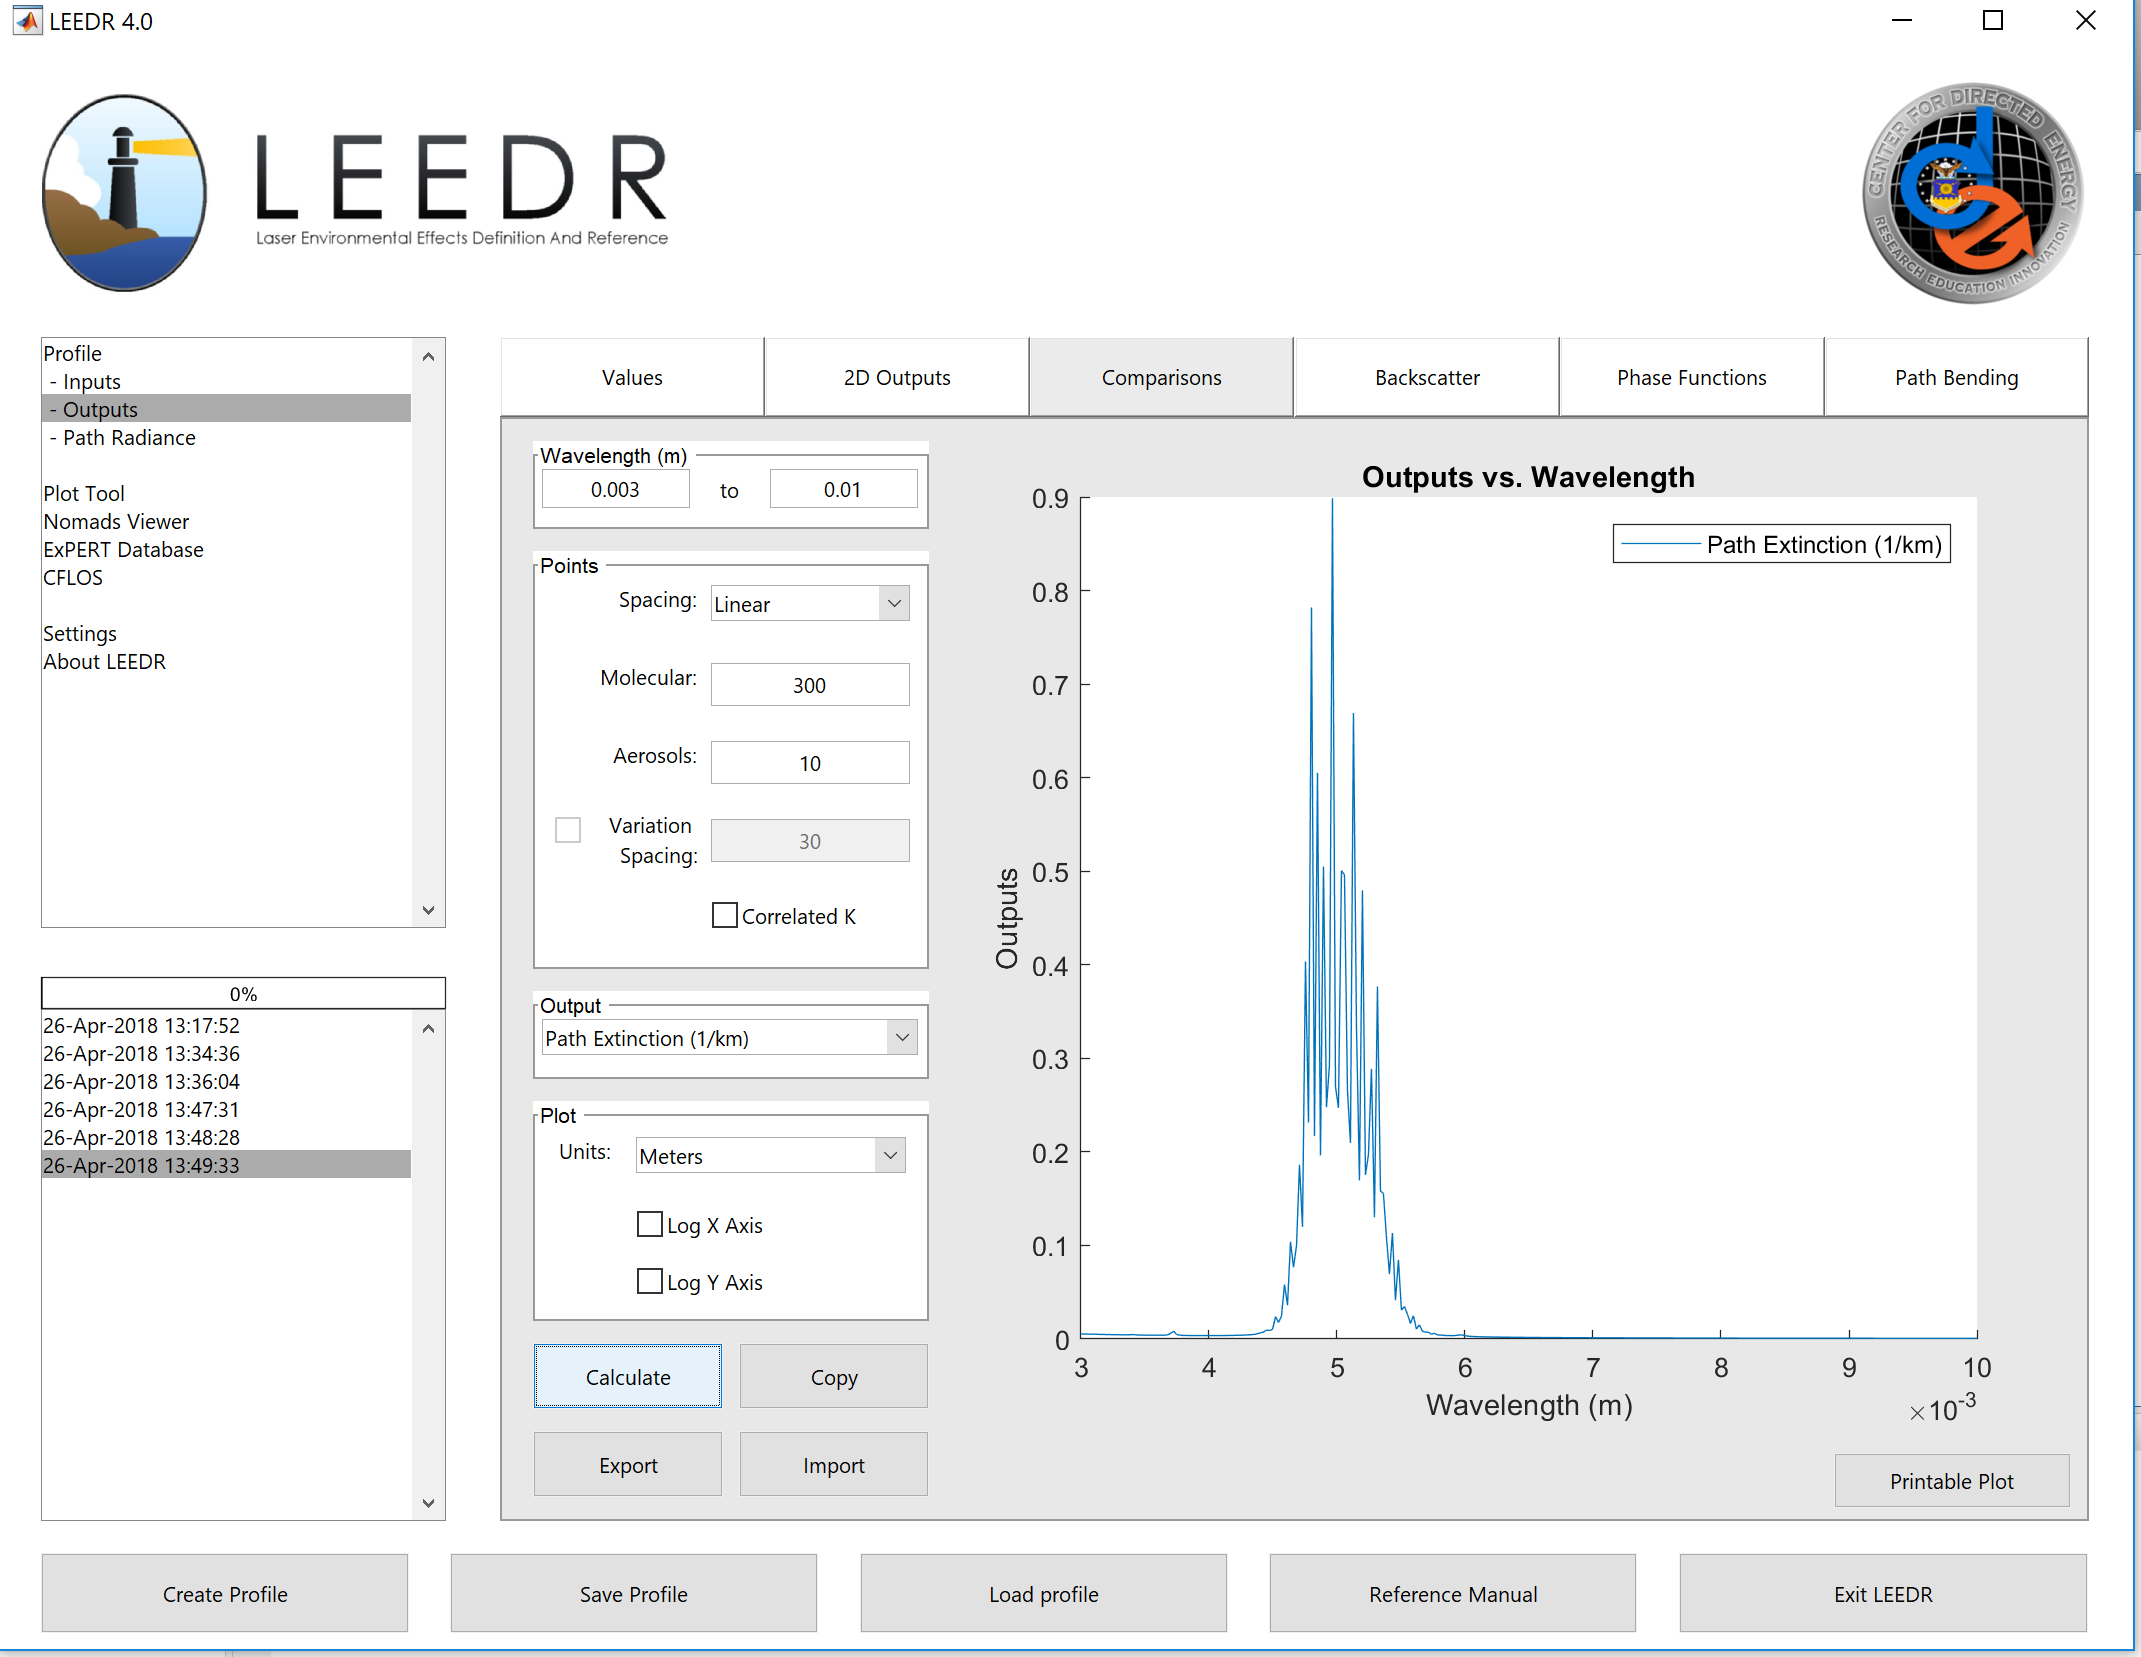 LEEDR 4.0
LEEDR
Laser Environmental Effects Definition And Reference
CENTER FOR DIRECTED ENERGY
RESEARCH EDUCATION INNOVATION
Profile
- Inputs
- Outputs
- Path Radiance
Plot Tool
Nomads Viewer
ExPERT Database
CFLOS
Settings
About LEEDR
0%
26-Apr-2018 13:17:52
26-Apr-2018 13:34:36
26-Apr-2018 13:36:04
26-Apr-2018 13:47:31
26-Apr-2018 13:48:28
26-Apr-2018 13:49:33
Values 2D Outputs Comparisons Backscatter Phase Functions Path Bending
Wavelength (m)
0.003 to 0.01
Points
Spacing: Linear
Molecular: 300
Aerosols: 10
Variation
Spacing: 30
Correlated K
Output
Path Extinction (1/km)
Plot
Units: Meters
Log X Axis
Log Y Axis
Calculate Copy
Export Import
Outputs vs. Wavelength
Path Extinction (1/km)
Outputs
0.9
0.8
0.7
0.6
0.5
0.4
0.3
0.2
0.1
0
3 4 5 6 7 8 9 10
Wavelength (m)
×10-3
Printable Plot
Create Profile Save Profile Load profile Reference Manual Exit LEEDR